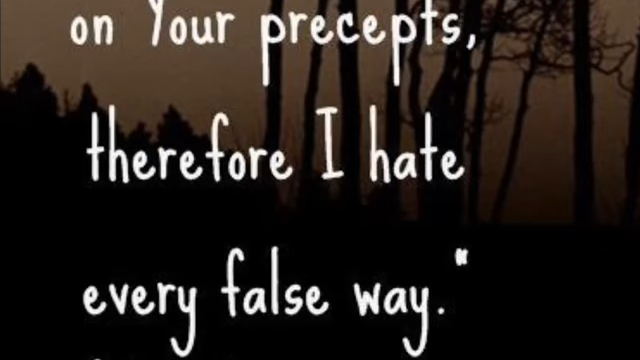 on Your precepts,
therefore I hate
every false way."